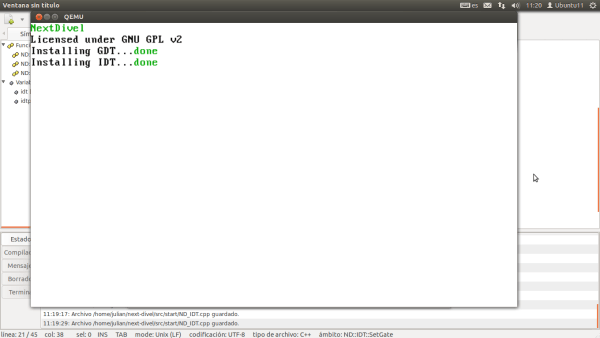 Ventana sin título
es
11:20
Ubuntu11
QEMU
NextDivel
Licensed under GNU GPL v2
Installing GDT...done
Installing IDT...done
Func
ND:
ND:
ND:
Variab
idt
idtp
Estado
Compilac
Mensaje
Borrado
Termina
11:19:17: Archivo /home/julian/next-divel/src/start/ND_IDT.cpp guardado.
11:19:29: Archivo /home/julian/next-divel/src/start/ND_IDT.cpp guardado.
línea: 21 / 45 col: 38 sel: 0 INS TAB mode: Unix (LF) codificación: UTF-8 tipo de archivo: C++ ámbito: ND::IDT::SetGate